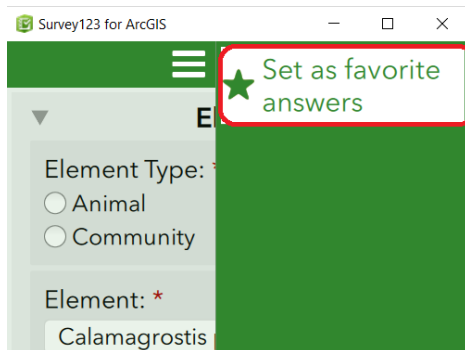 Survey123 for ArcGIS
Set as favorite
answers
Element Type: *
Animal
Community
Element: *
Calamagrostis